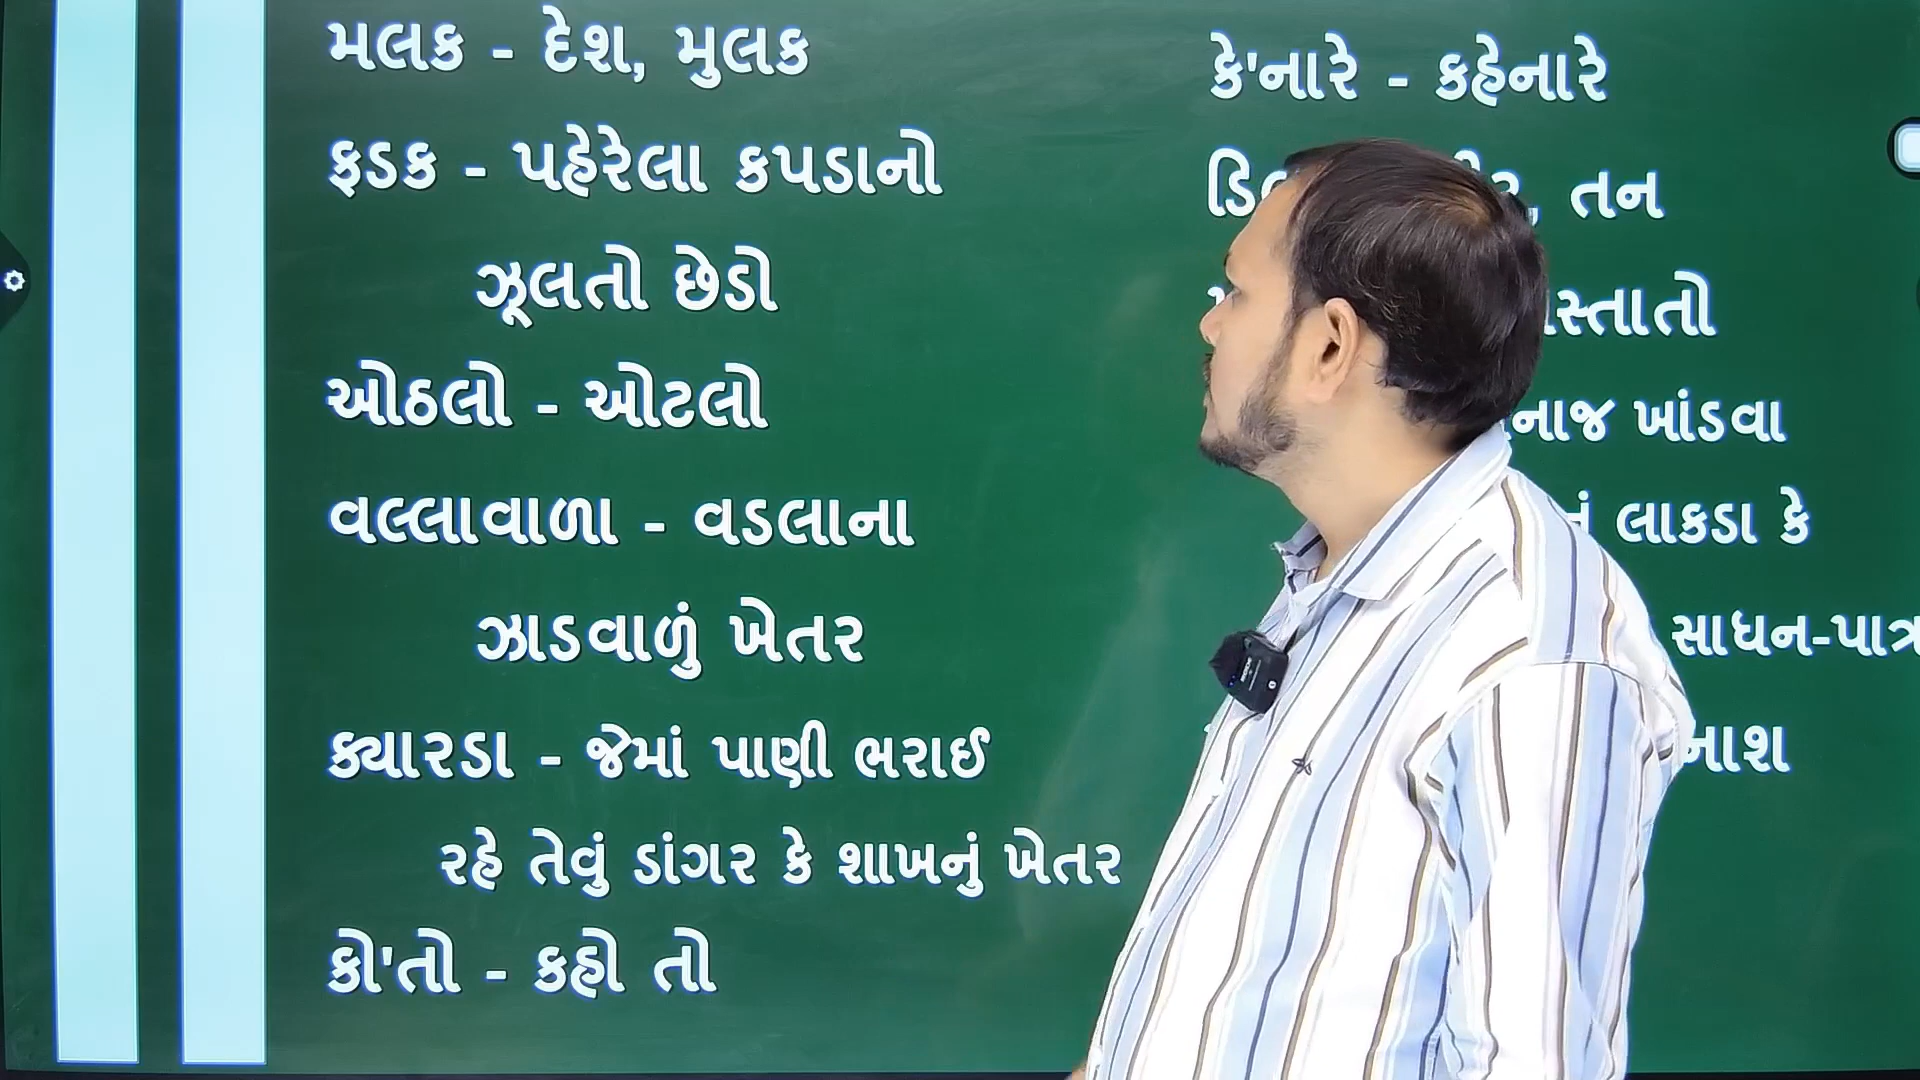 મલક - દેશ, મુલક
ફડક - પહેરેલા કપડાનો
ઝૂલતો છેડો
ઓઠલો - ઓટલો
વલ્લાવાળા - વડલાના
ઝાડવાળું ખેતર
ક્યારડા - જેમાં પાણી ભરાઈ
રહે તેવું ડાંગર કે શાખનું ખેતર
કો'તો - કહો તો
કે'નારે - કહેનારે
તન
ખાંડવા
લાકડા કે
સાધન-પાત્ર